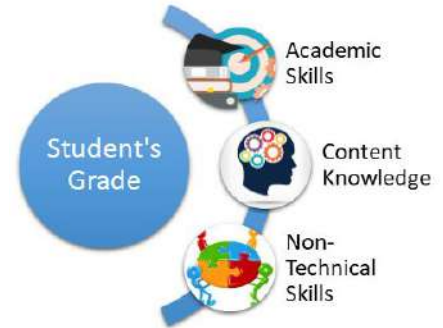 Student's
Grade
Academic
Skills
Content
Knowledge
Non-
Technical
Skills